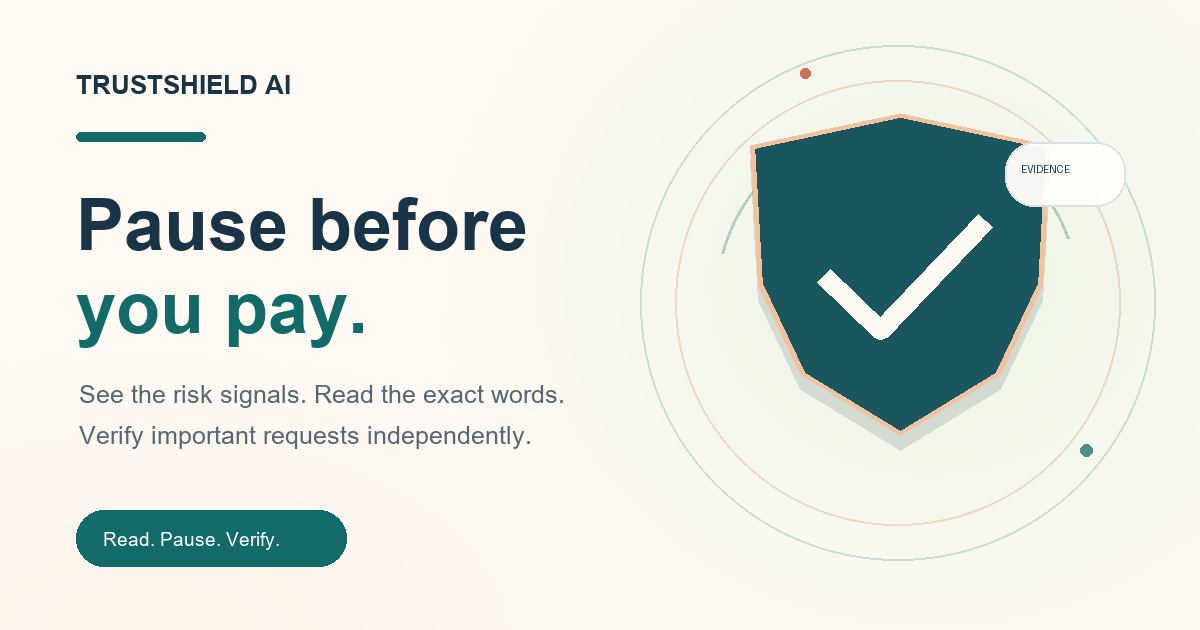 TRUSTSHIELD AI
Pause before
you pay.
See the risk signals. Read the exact words.
Verify important requests independently.
Read. Pause. Verify.
EVIDENCE